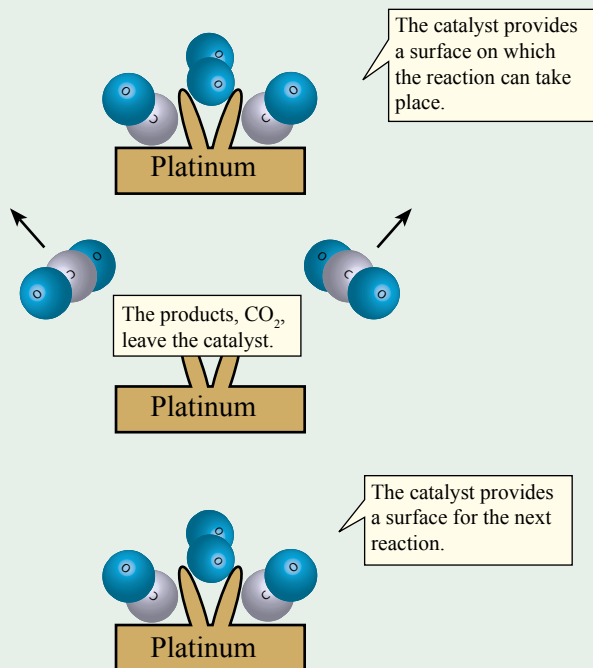 The catalyst provides
a surface on which
the reaction can take
place.
O
O
O
O
C
C
Platinum
O
C
O
O
C
O
The products, CO₂,
leave the catalyst.
Platinum
The catalyst provides
a surface for the next
reaction.
O
O
O
O
C
C
Platinum